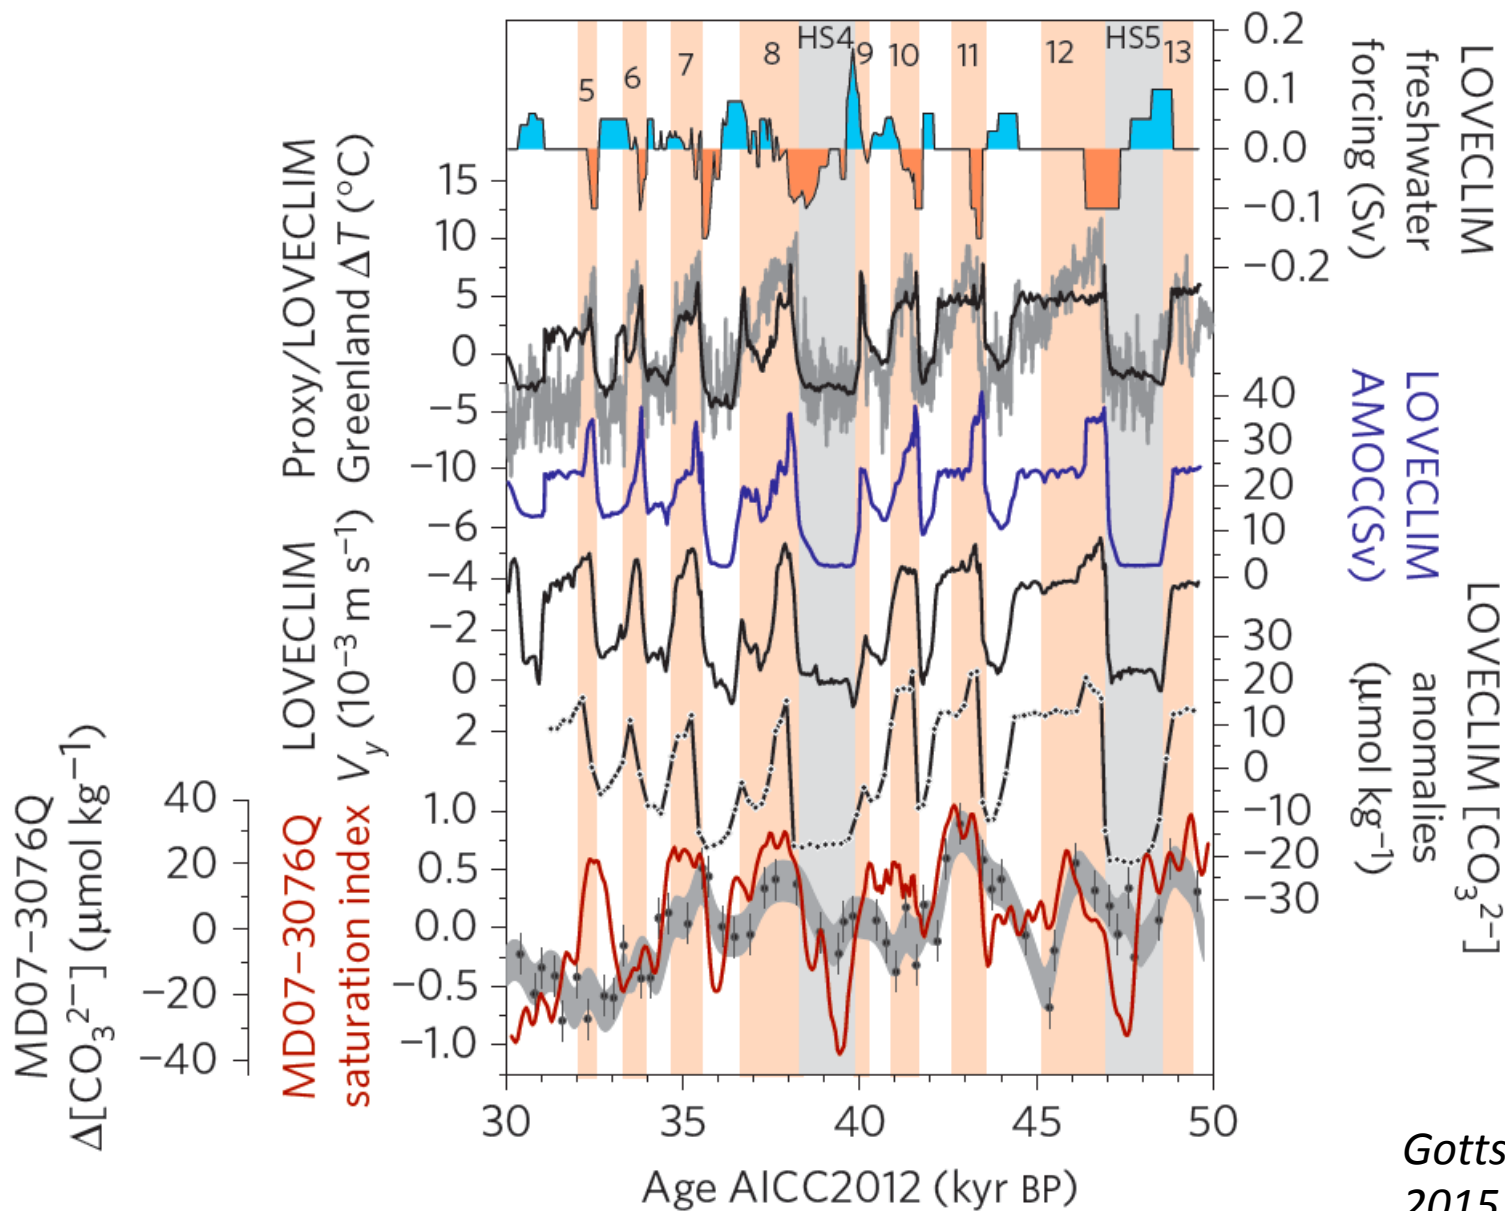 HS4
HS5
5
6
7
8
9
10
11
12
13
0.2
0.1
0.0
−0.1
−0.2
LOVECLIM
freshwater
forcing (Sv)
15
10
5
0
−5
−10
Proxy/LOVECLIM
Greenland ΔT (°C)
40
30
20
10
0
LOVECLIM
AMOC(Sv)
−6
−4
−2
0
2
LOVECLIM
Vy (10⁻³ m s⁻¹)
30
20
10
0
−10
−20
−30
LOVECLIM [CO₃²⁻]
anomalies
(μmol kg⁻¹)
1.0
0.5
0.0
−0.5
−1.0
MD07−3076Q
saturation index
40
20
0
−20
−40
MD07−3076Q
Δ[CO₃²⁻] (μmol kg⁻¹)
30
35
40
45
50
Age AICC2012 (kyr BP)
Gotts
2015